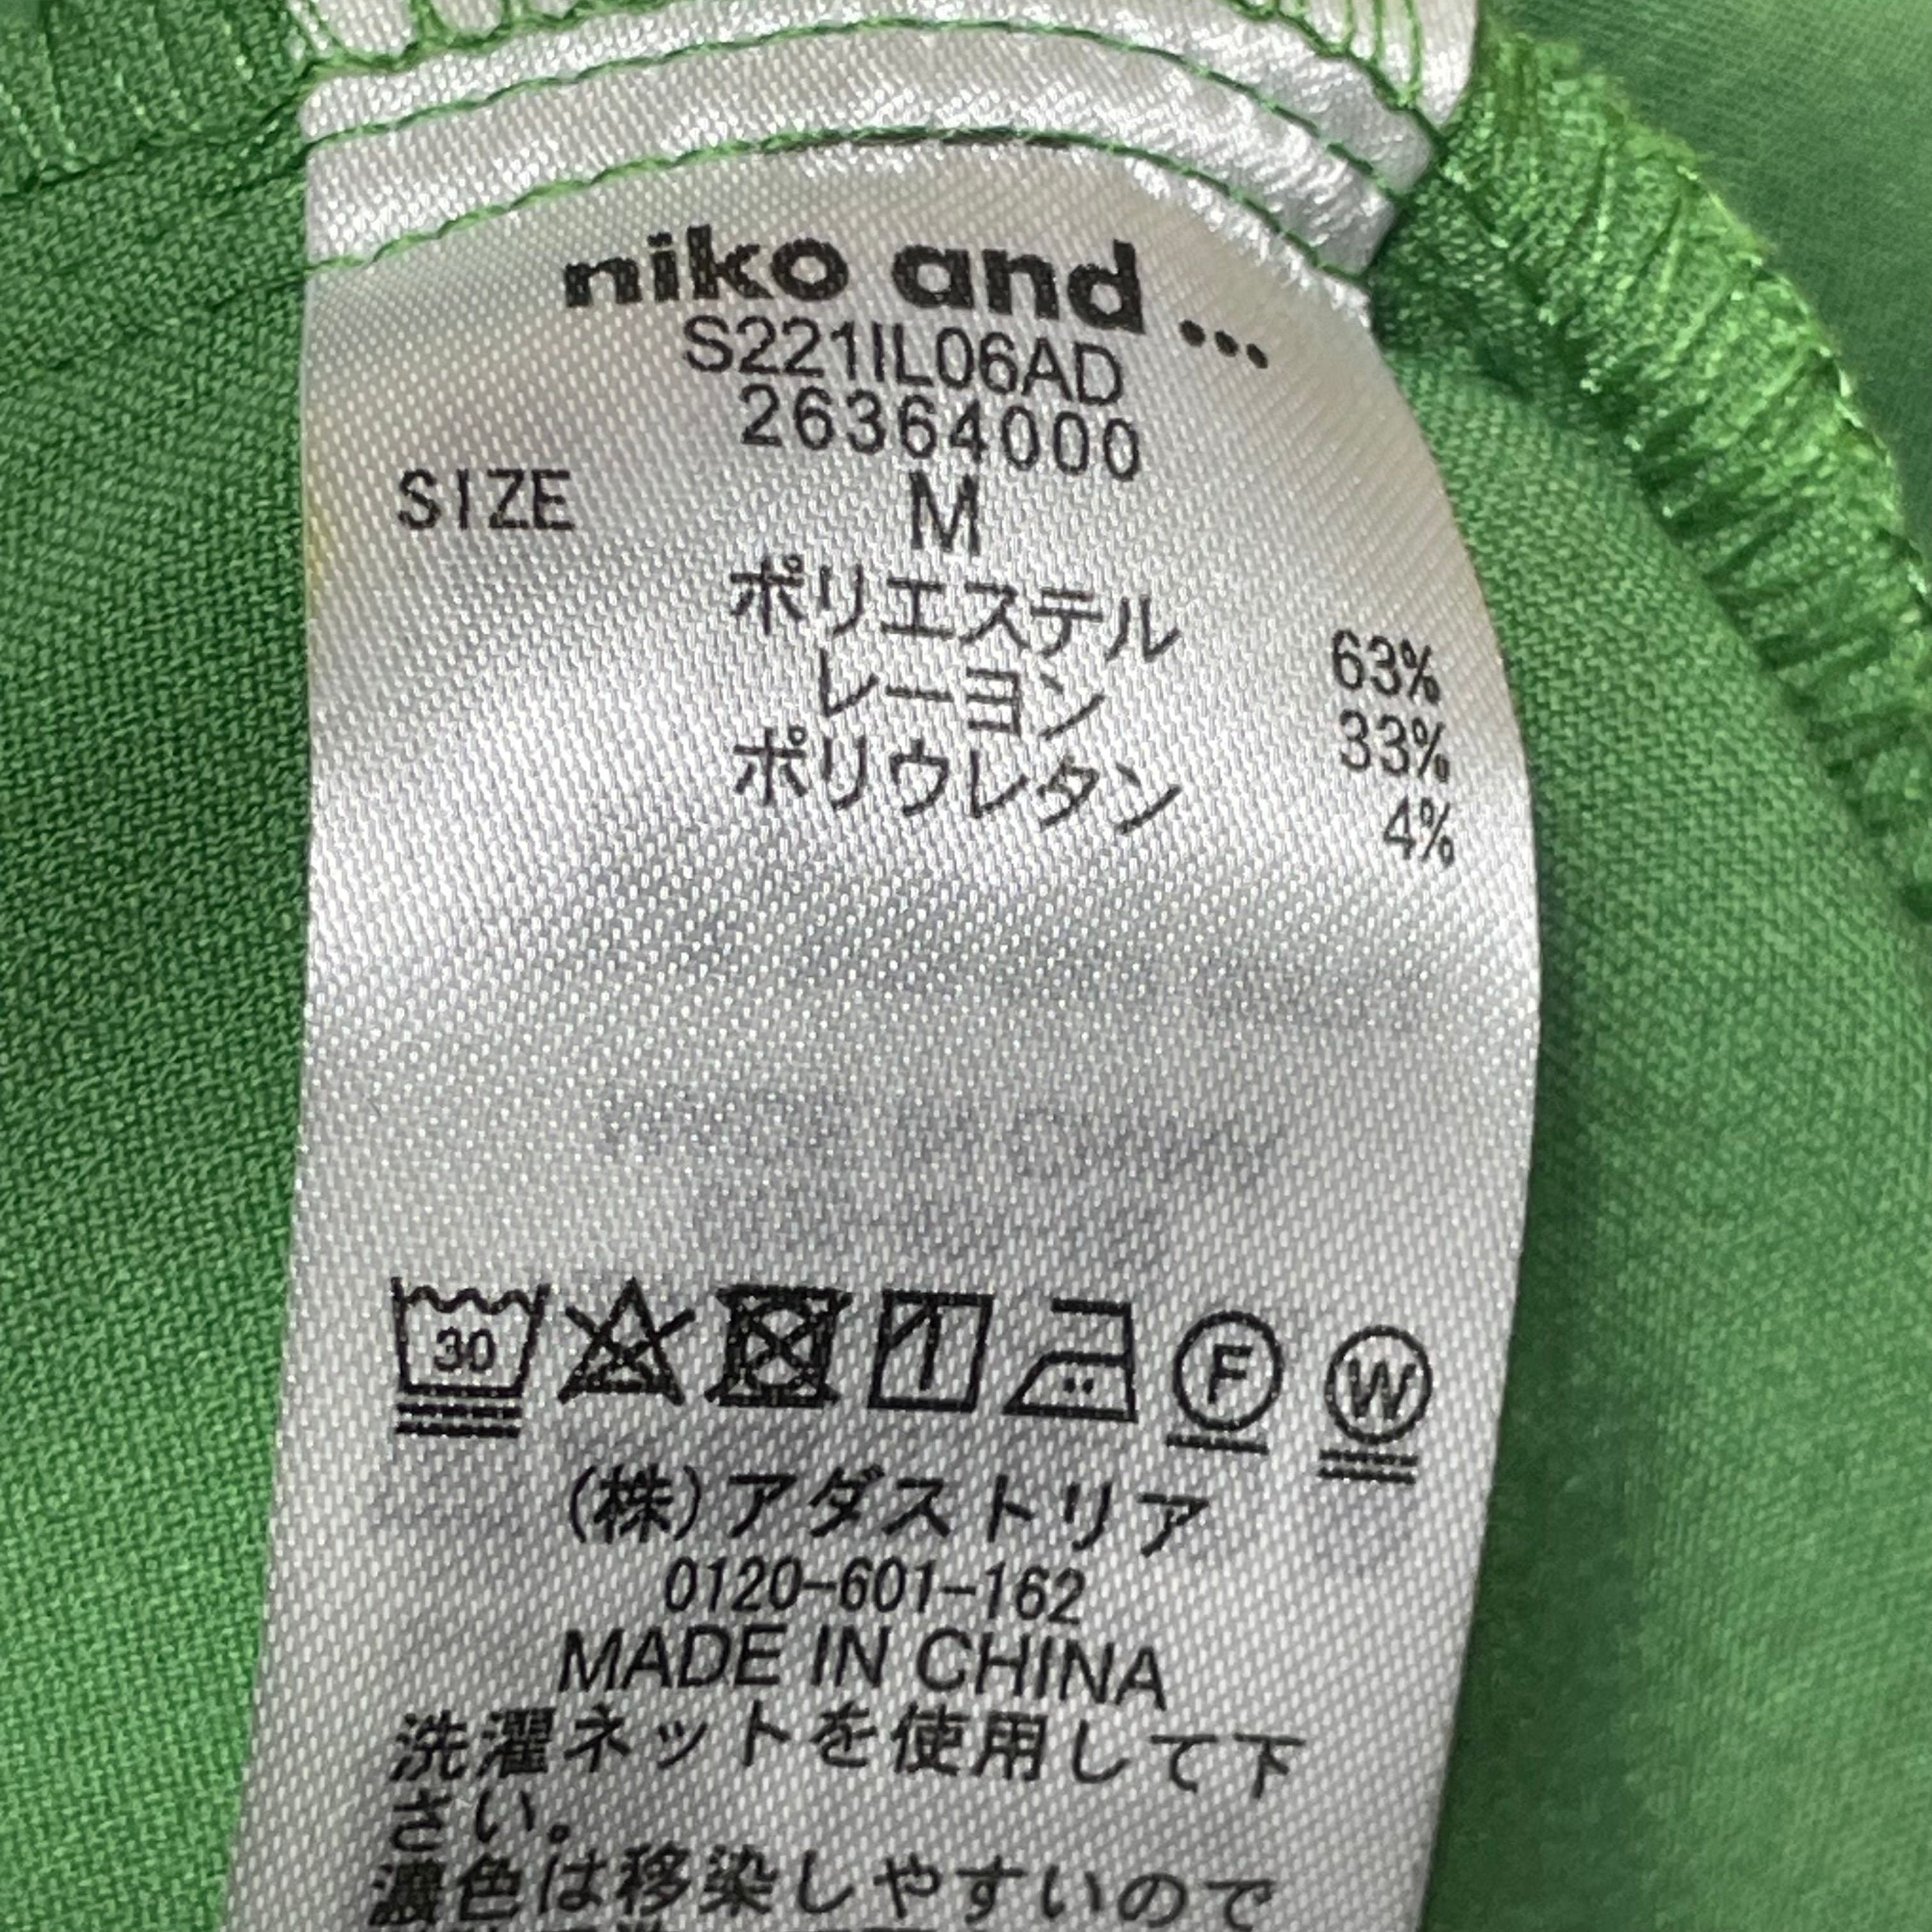 niko and...
S221IL06AD
26364000
SIZE M
ポリエステル 63%
レーヨン 33%
ポリウレタン 4%
30
F W
(株)アダストリア
0120-601-162
MADE IN CHINA
洗濯ネットを使用して下
さい。
濃色は移染しやすいので